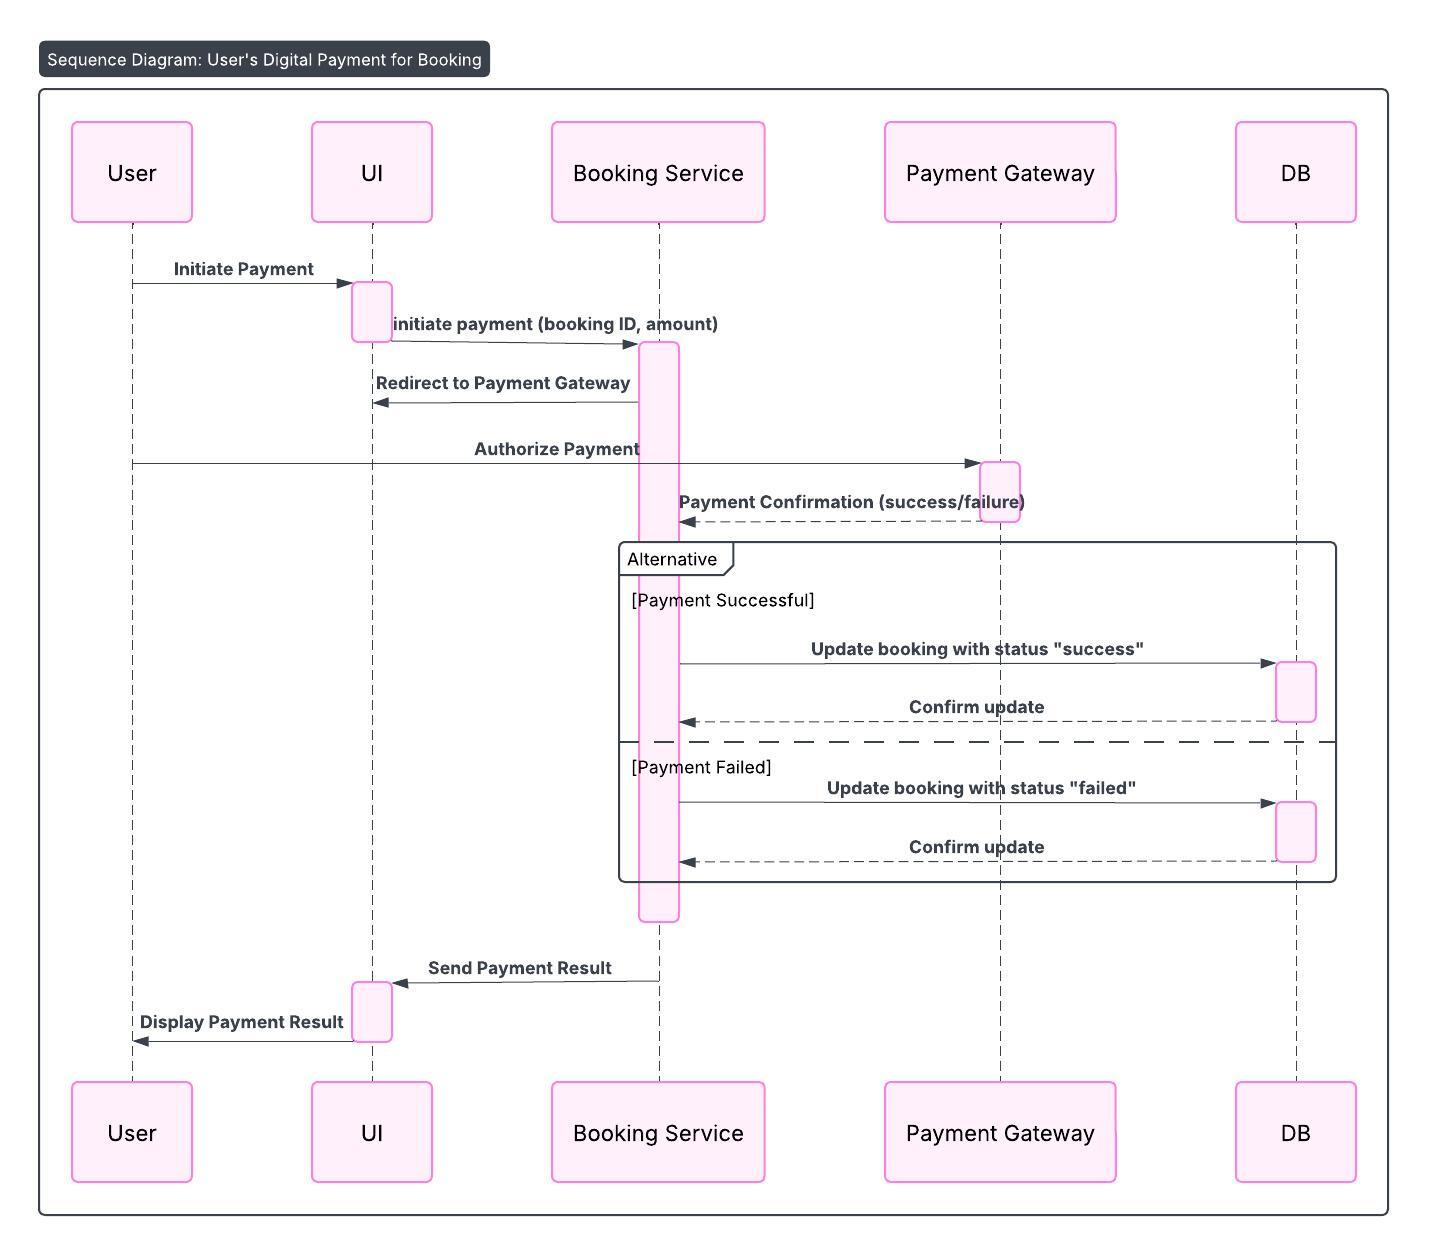 Sequence Diagram: User's Digital Payment for Booking
User
UI
Booking Service
Payment Gateway
DB
Initiate Payment
initiate payment (booking ID, amount)
Redirect to Payment Gateway
Authorize Payment
Payment Confirmation (success/failure)
Alternative
[Payment Successful]
Update booking with status "success"
Confirm update
[Payment Failed]
Update booking with status "failed"
Confirm update
Send Payment Result
Display Payment Result
User
UI
Booking Service
Payment Gateway
DB